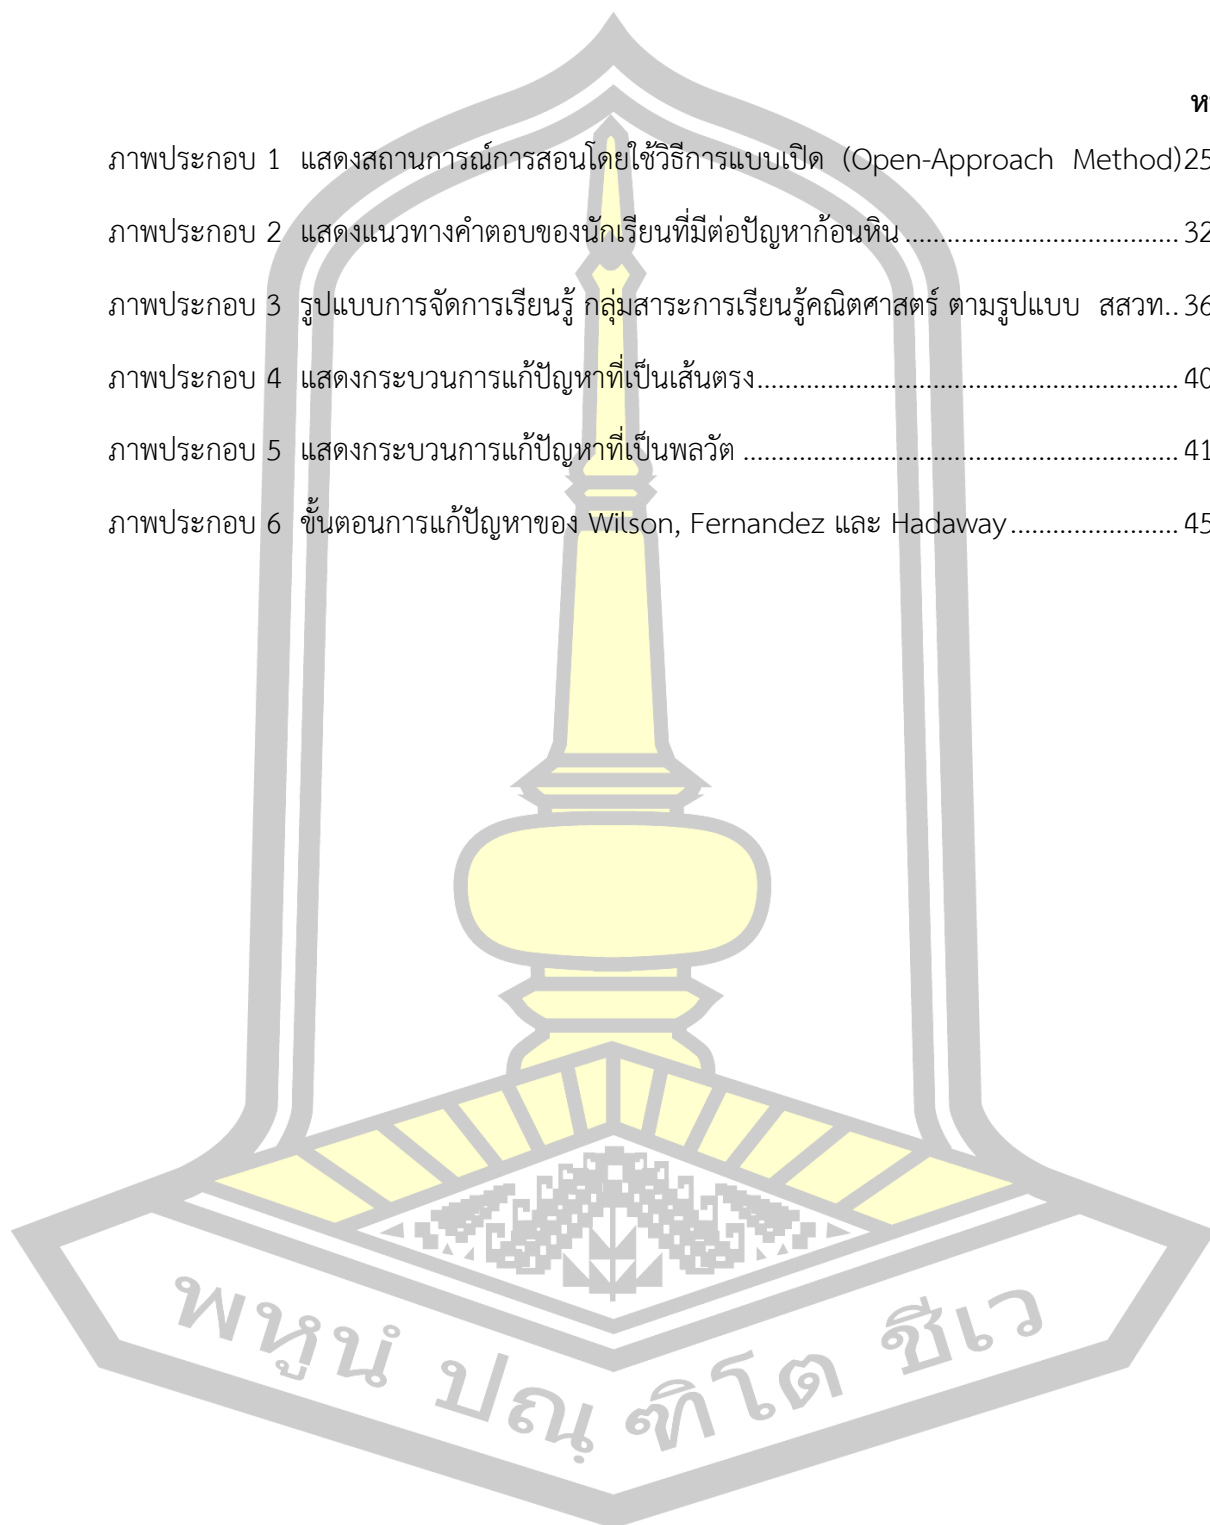 ภาพประกอบ 1 แสดงสถานการณ์การสอนโดยใช้วิธีการแบบเปิด (Open-Approach Method)25
ภาพประกอบ 2 แสดงแนวทางคำตอบของนักเรียนที่มีต่อปัญหาก้อนหิน .................................. 32
ภาพประกอบ 3 รูปแบบการจัดการเรียนรู้ กลุ่มสาระการเรียนรู้คณิตศาสตร์ ตามรูปแบบ สสวท.. 36
ภาพประกอบ 4 แสดงกระบวนการแก้ปัญหาที่เป็นเส้นตรง..................................................... 40
ภาพประกอบ 5 แสดงกระบวนการแก้ปัญหาที่เป็นพลวัต ...................................................... 41
ภาพประกอบ 6 ขั้นตอนการแก้ปัญหาของ Wilson, Fernandez และ Hadaway ..................... 45
พหูนํ ปณฺฑิโต ชีเว